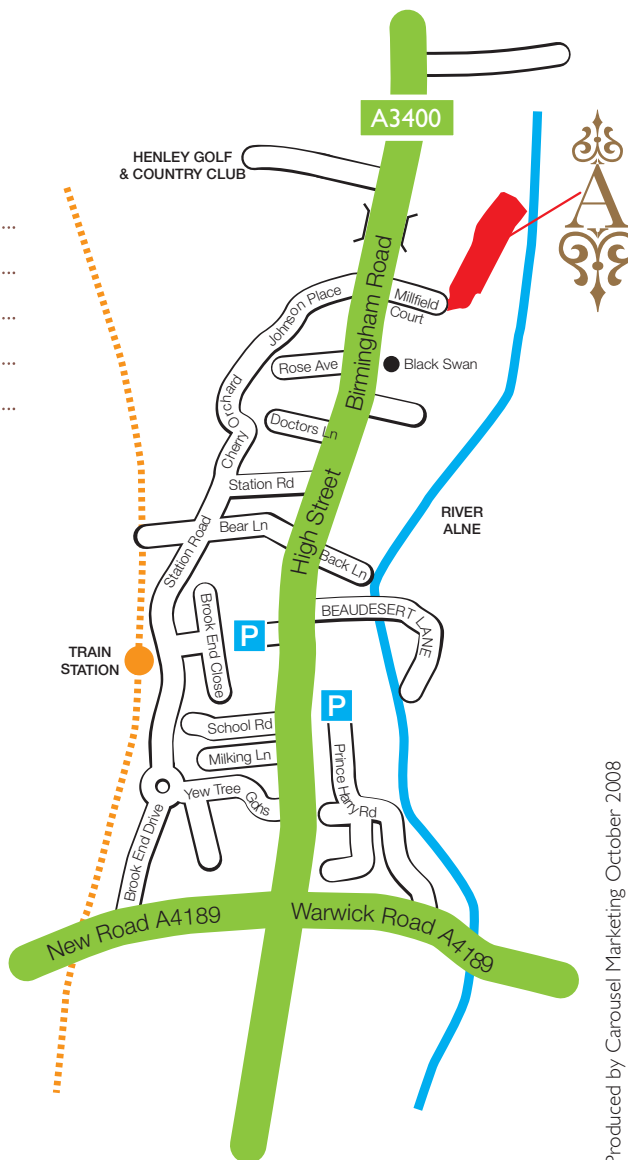 A3400
HENLEY GOLF
& COUNTRY CLUB
A
...
...
...
...
...
Birmingham Road
Johnson Place
Millfield
Court
Rose Ave
Black Swan
Cherry Orchard
Doctors Ln
Station Rd
High Street
Bear Ln
Back Ln
RIVER
ALNE
Station Road
BEAUDESERT LANE
Brook End Close
P
TRAIN
STATION
P
School Rd
Milking Ln
Prince Harry Rd
Yew Tree Gdns
Brook End Drive
New Road A4189
Warwick Road A4189
Produced by Carousel Marketing October 2008